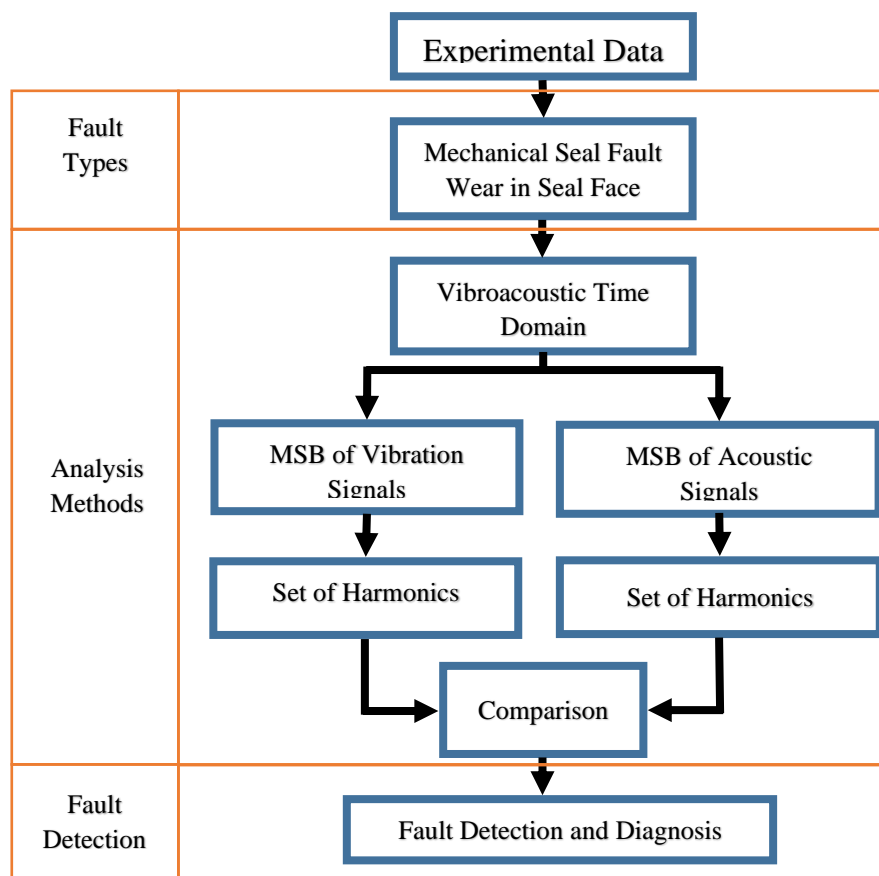 Experimental Data
Fault
Types
Mechanical Seal Fault
Wear in Seal Face
Vibroacoustic Time
Domain
Analysis
Methods
MSB of Vibration
Signals
MSB of Acoustic
Signals
Set of Harmonics
Set of Harmonics
Comparison
Fault
Detection
Fault Detection and Diagnosis